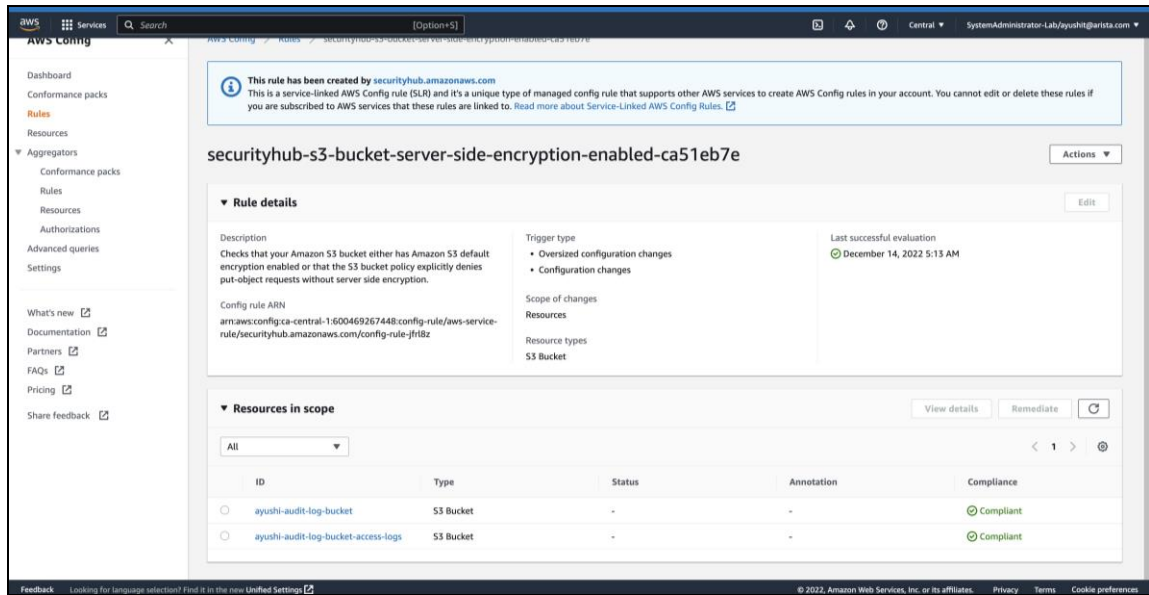 aws
Services
Search
[Option+S]
Central
SystemAdministrator-Lab/ayushit@arista.com
AWS Config
AWS Config / Rules / securityhub-s3-bucket-server-side-encryption-enabled-ca51eb7e
Dashboard
Conformance packs
Rules
Resources
Aggregators
Conformance packs
Rules
Resources
Authorizations
Advanced queries
Settings
What's new
Documentation
Partners
FAQs
Pricing
Share feedback
This rule has been created by securityhub.amazonaws.com
This is a service-linked AWS Config rule (SLR) and it's a unique type of managed config rule that supports other AWS services to create AWS Config rules in your account. You cannot edit or delete these rules if
you are subscribed to AWS services that these rules are linked to. Read more about Service-Linked AWS Config Rules.
securityhub-s3-bucket-server-side-encryption-enabled-ca51eb7e
Actions
Rule details
Edit
Description
Checks that your Amazon S3 bucket either has Amazon S3 default
encryption enabled or that the S3 bucket policy explicitly denies
put-object requests without server side encryption.
Config rule ARN
arn:aws:config:ca-central-1:600469267448:config-rule/aws-service-
rule/securityhub.amazonaws.com/config-rule-jfrl8z
Trigger type
• Oversized configuration changes
• Configuration changes
Scope of changes
Resources
Resource types
S3 Bucket
Last successful evaluation
December 14, 2022 5:13 AM
Resources in scope
View details
Remediate
All
< 1 >
ID Type Status Annotation Compliance
ayushi-audit-log-bucket S3 Bucket - - Compliant
ayushi-audit-log-bucket-access-logs S3 Bucket - - Compliant
Feedback
Looking for language selection? Find it in the new Unified Settings
© 2022, Amazon Web Services, Inc. or its affiliates.
Privacy
Terms
Cookie preferences